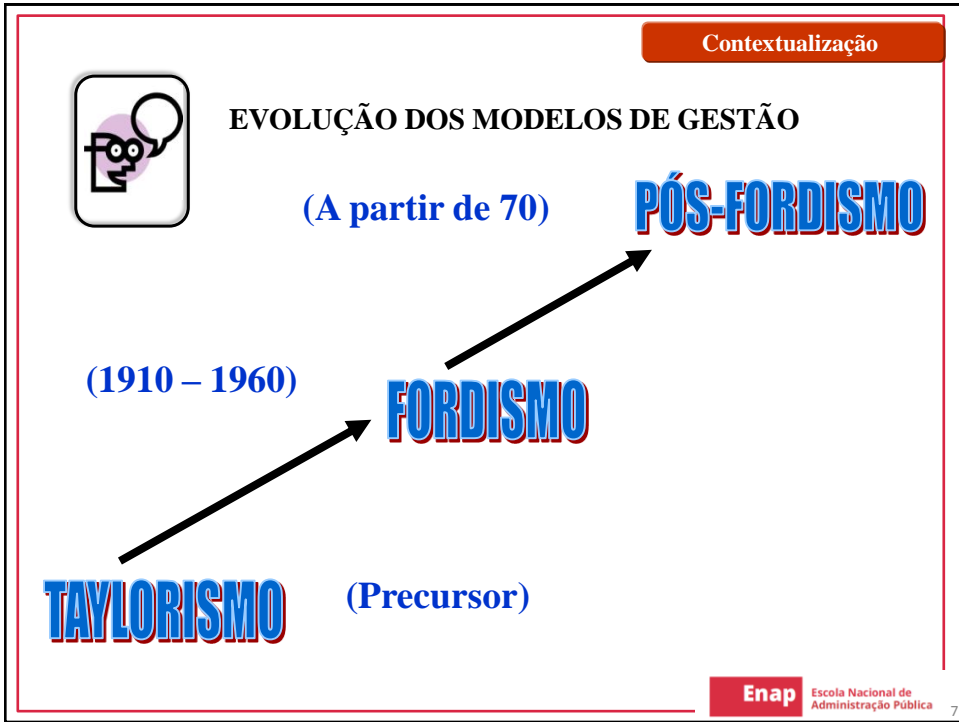 Contextualização
EVOLUÇÃO DOS MODELOS DE GESTÃO
(A partir de 70)
PÓS-FORDISMO
(1910 – 1960)
FORDISMO
TAYLORISMO
(Precursor)
Enap
Escola Nacional de
Administração Pública
7